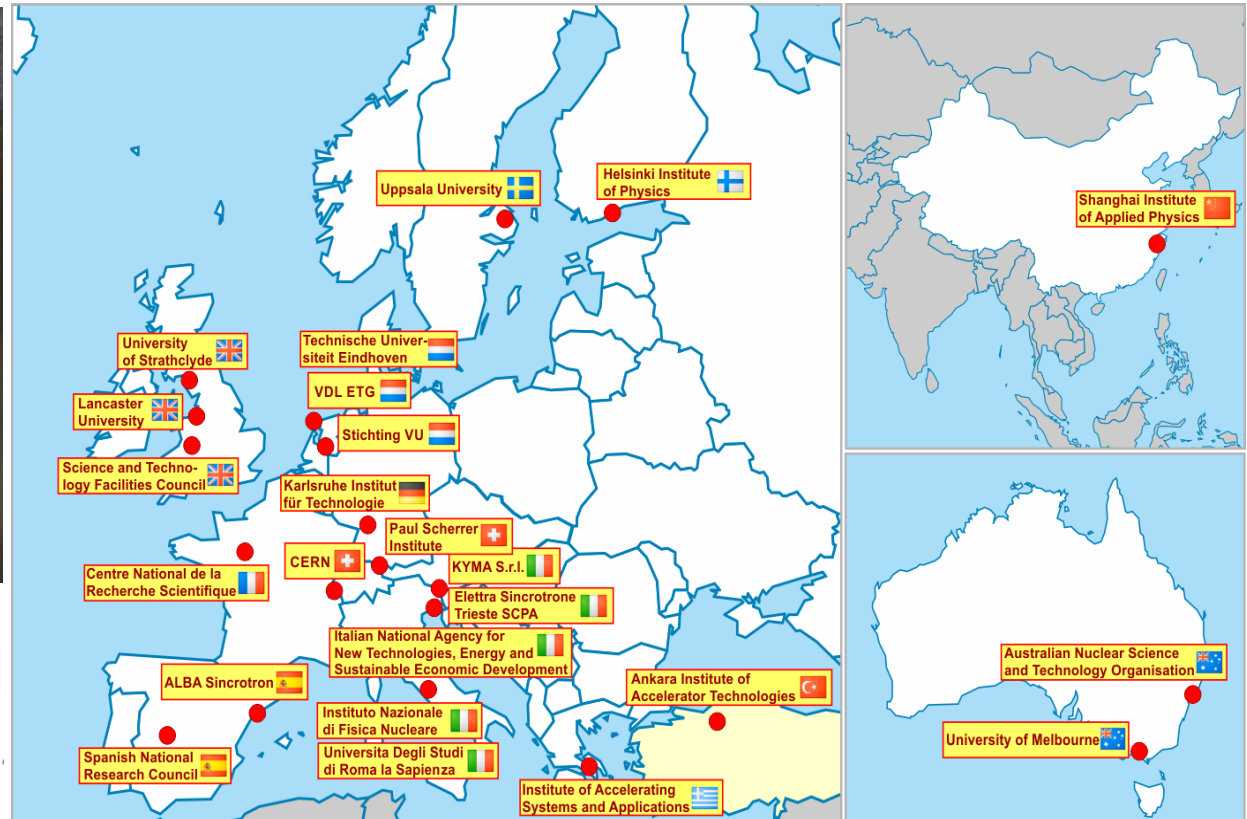 Uppsala University
Helsinki Institute
of Physics
Shanghai Institute
of Applied Physics
University
of Strathclyde
Technische Univer-
siteit Eindhoven
VDL ETG
Lancaster
University
Stichting VU
Science and Techno-
logy Facilities Council
Karlsruhe Institut
für Technologie
Paul Scherrer
Institute
CERN
KYMA S.r.l.
Centre National de la
Recherche Scientifique
Elettra Sincrotrone
Trieste SCPA
Italian National Agency for
New Technologies, Energy and
Sustainable Economic Development
ALBA Sincrotron
Ankara Institute of
Accelerator Technologies
Instituto Nazionale
di Fisica Nucleare
Universita Degli Studi
di Roma la Sapienza
Spanish National
Research Council
Institute of Accelerating
Systems and Applications
Australian Nuclear Science
and Technology Organisation
University of Melbourne